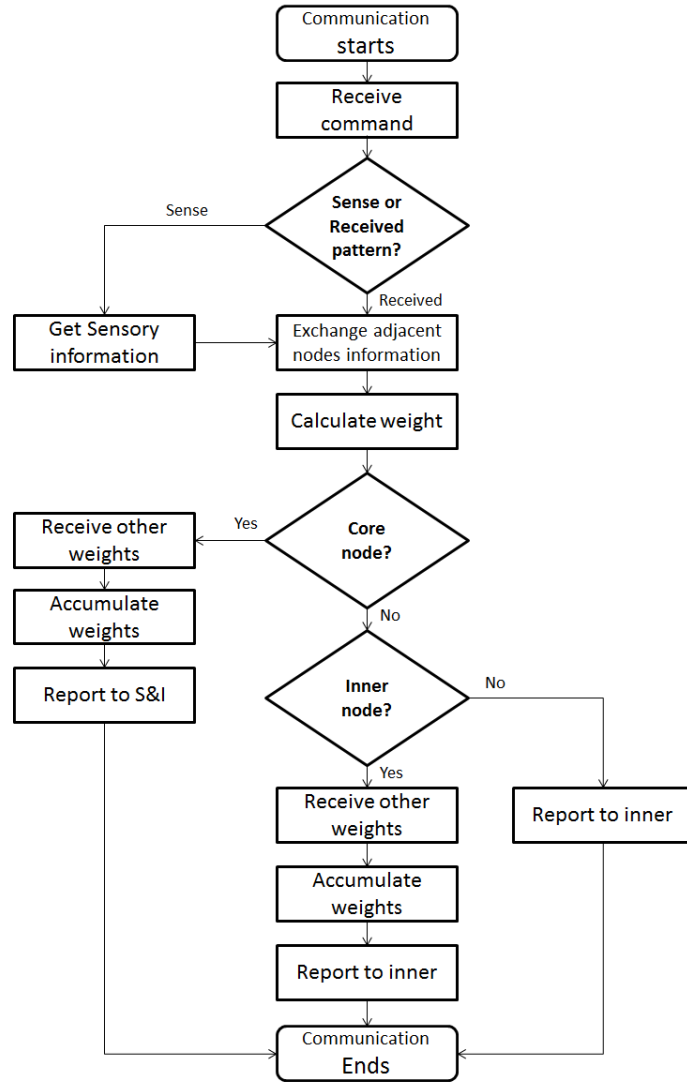 Communication
starts
Receive
command
Sense or
Received
pattern?
Sense
Received
Get Sensory
information
Exchange adjacent
nodes information
Calculate weight
Core
node?
Yes
No
Receive other
weights
Accumulate
weights
Report to S&I
Inner
node?
No
Yes
Receive other
weights
Report to inner
Accumulate
weights
Report to inner
Communication
Ends